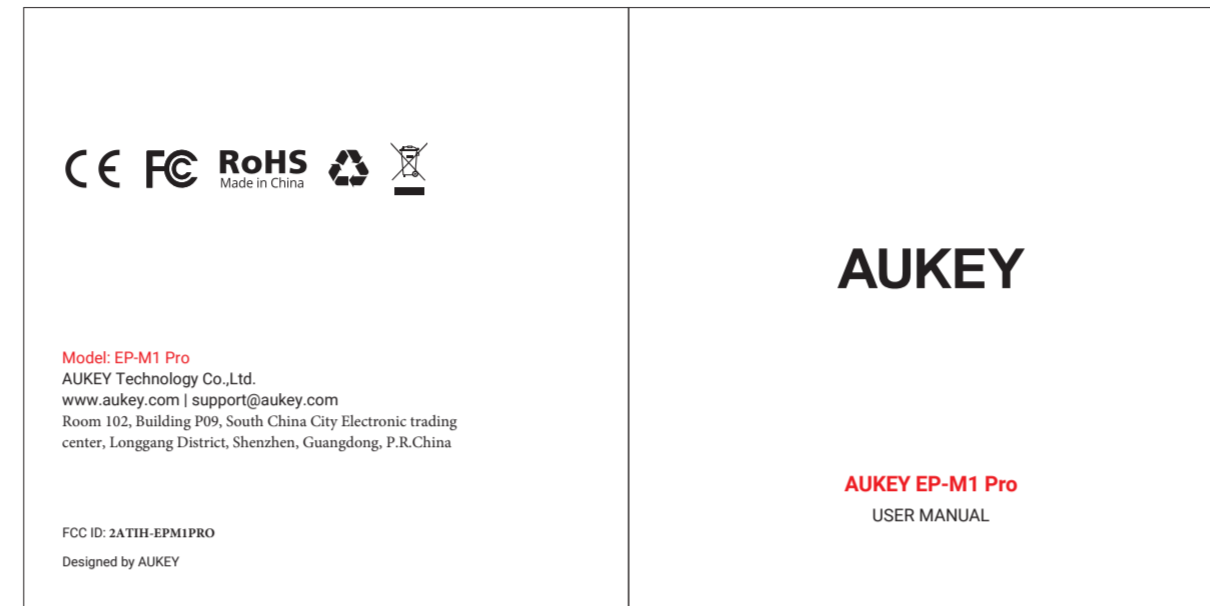 CE FC RoHS
Made in China
Model: EP-M1 Pro
AUKEY Technology Co.,Ltd.
www.aukey.com | support@aukey.com
Room 102, Building P09, South China City Electronic trading
center, Longgang District, Shenzhen, Guangdong, P.R.China
FCC ID: 2ATIH-EPM1PRO
Designed by AUKEY
AUKEY
AUKEY EP-M1 Pro
USER MANUAL